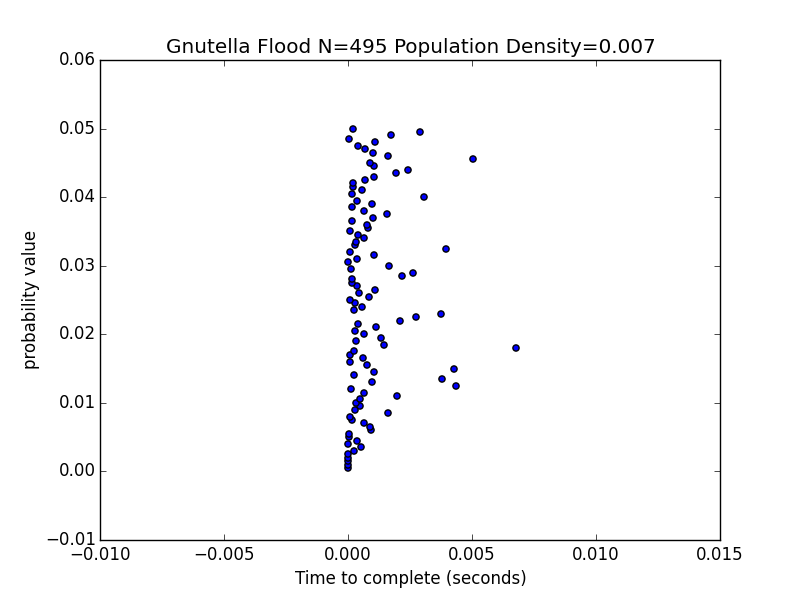 Gnutella Flood N=495 Population Density=0.007
0.06
0.05
0.04
0.03
0.02
0.01
0.00
−0.01
probability value
−0.010 −0.005 0.000 0.005 0.010 0.015
Time to complete (seconds)